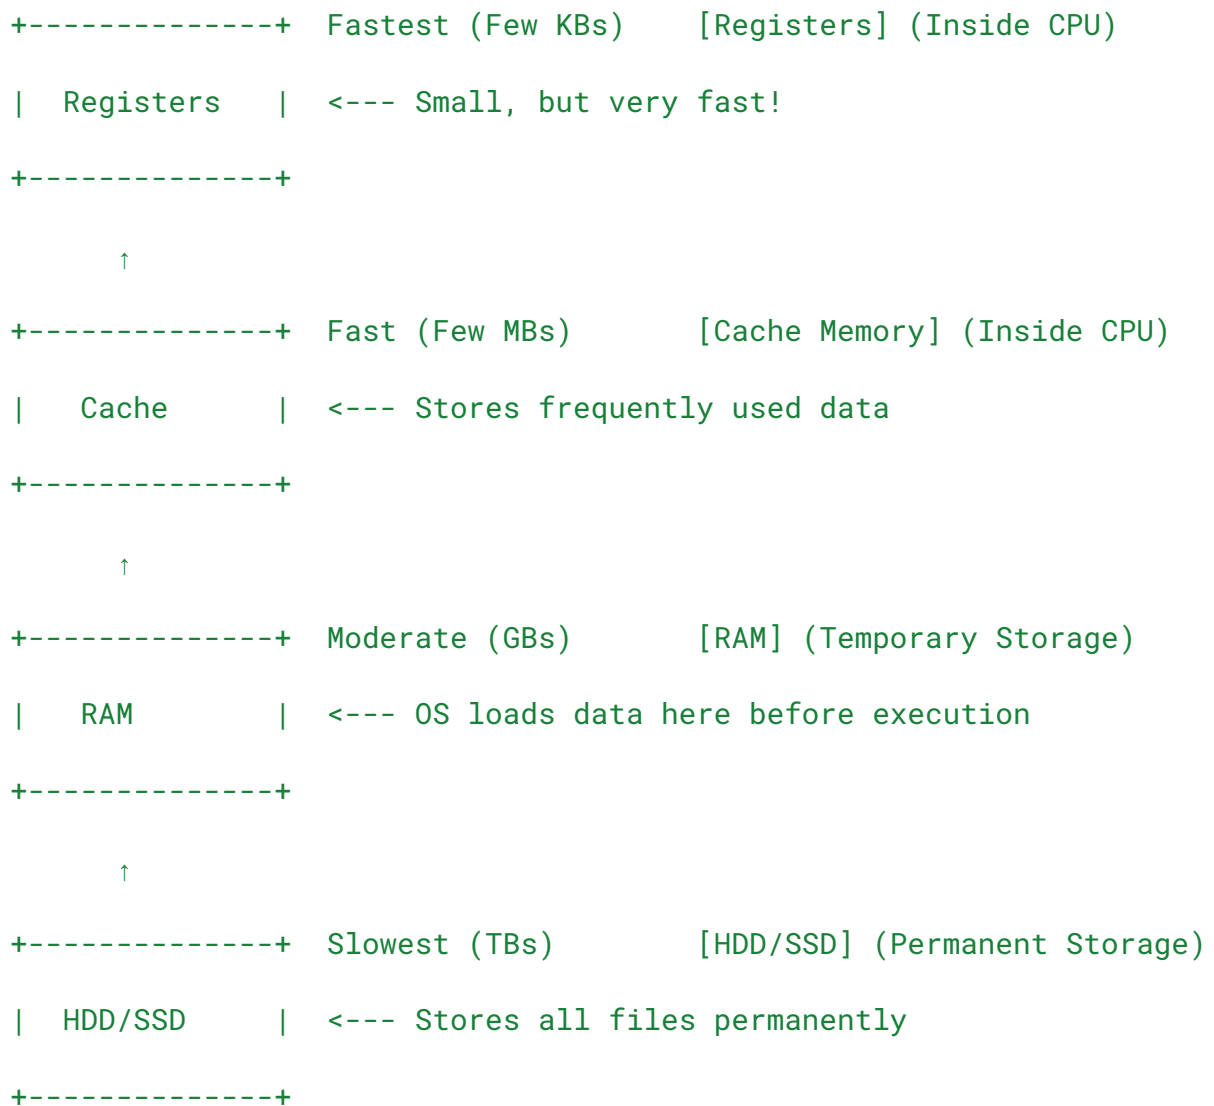 +--------------+  Fastest (Few KBs)    [Registers] (Inside CPU)
|  Registers   |  <--- Small, but very fast!
+--------------+
      ↑
+--------------+  Fast (Few MBs)       [Cache Memory] (Inside CPU)
|   Cache      |  <--- Stores frequently used data
+--------------+
      ↑
+--------------+  Moderate (GBs)       [RAM] (Temporary Storage)
|   RAM        |  <--- OS loads data here before execution
+--------------+
      ↑
+--------------+  Slowest (TBs)        [HDD/SSD] (Permanent Storage)
|  HDD/SSD     |  <--- Stores all files permanently
+--------------+